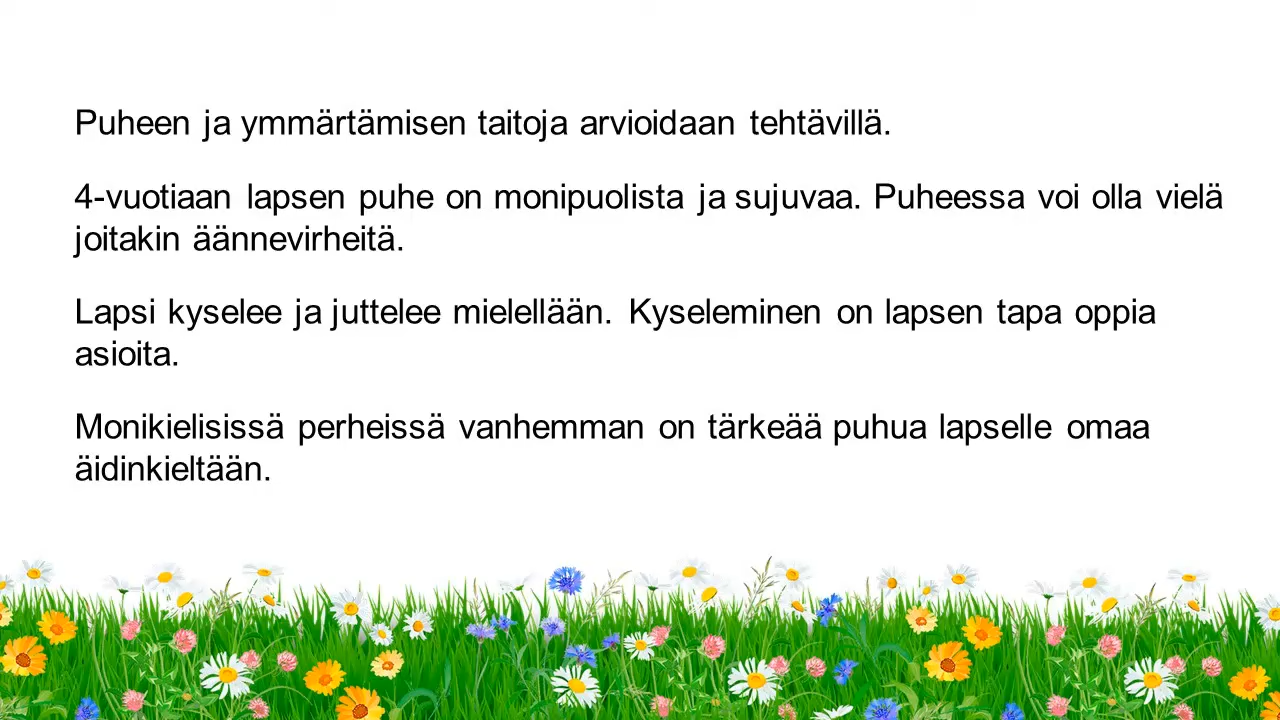 Puheen ja ymmärtämisen taitoja arvioidaan tehtävillä.
4-vuotiaan lapsen puhe on monipuolista ja sujuvaa. Puheessa voi olla vielä
joitakin äännevirheitä.
Lapsi kyselee ja juttelee mielellään. Kyseleminen on lapsen tapa oppia
asioita.
Monikielisissä perheissä vanhemman on tärkeää puhua lapselle omaa
äidinkieltään.